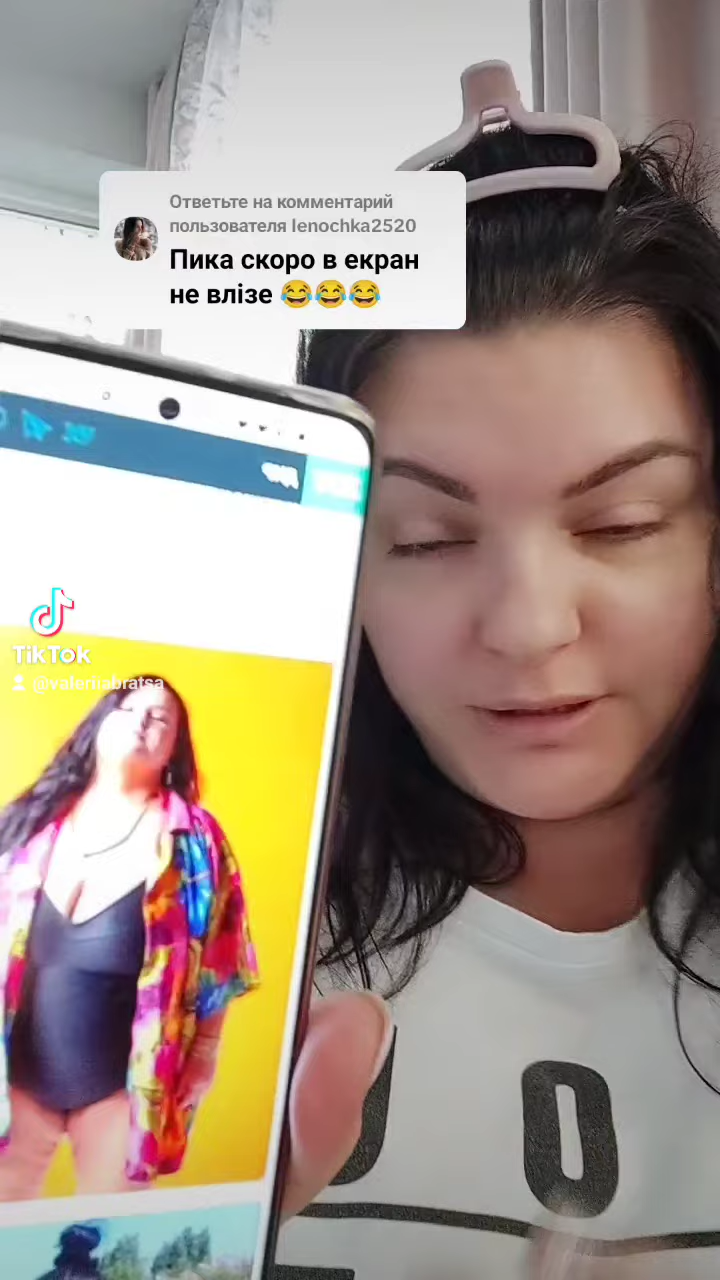 Ответьте на комментарий
пользователя lenochka2520
Пика скоро в екран
не влізе 😂😂😂
TikTok
@valeriiabratsa
O